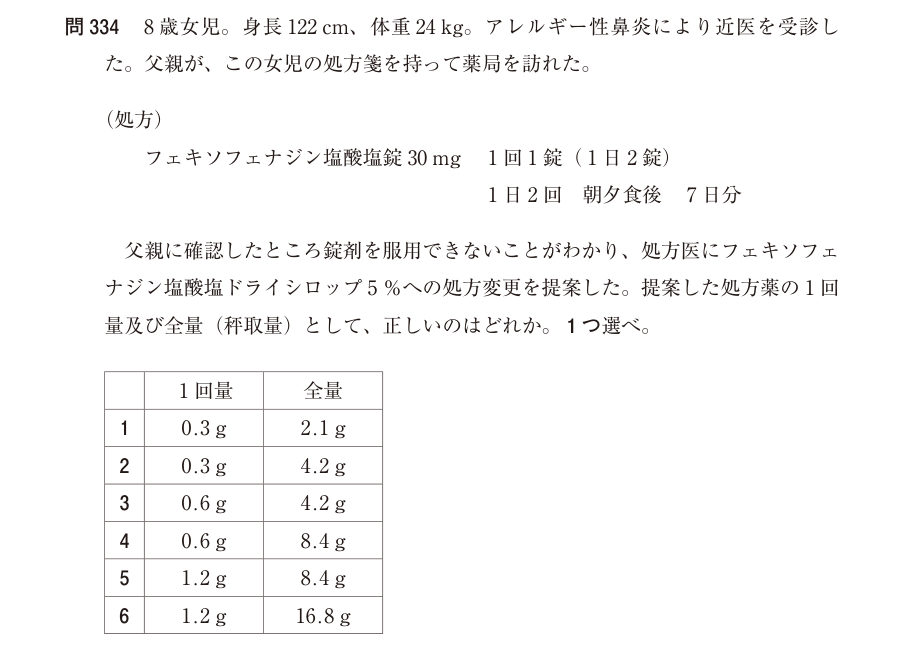 問 334　8 歳女児。身長 122 cm、体重 24 kg。アレルギー性鼻炎により近医を受診し
た。父親が、この女児の処方箋を持って薬局を訪れた。
（処方）
フェキソフェナジン塩酸塩錠 30 mg　1 回 1 錠（1 日 2 錠）
1 日 2 回　朝夕食後　7 日分
父親に確認したところ錠剤を服用できないことがわかり、処方医にフェキソフェ
ナジン塩酸塩ドライシロップ 5 %への処方変更を提案した。提案した処方薬の 1 回
量及び全量（秤取量）として、正しいのはどれか。1 つ選べ。
1 回量　全量
1　0.3 g　2.1 g
2　0.3 g　4.2 g
3　0.6 g　4.2 g
4　0.6 g　8.4 g
5　1.2 g　8.4 g
6　1.2 g　16.8 g